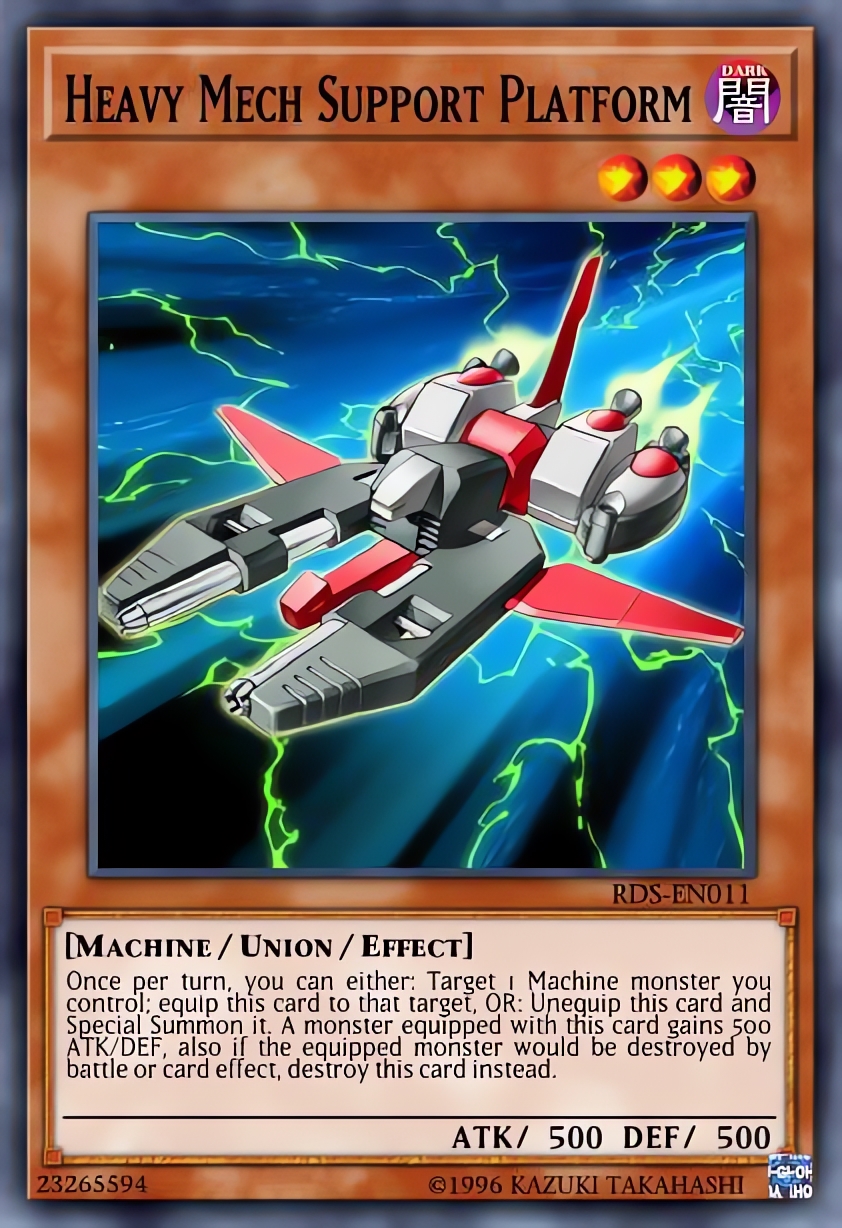 HEAVY MECH SUPPORT PLATFORM
DARK
闇
RDS-EN011
[MACHINE / UNION / EFFECT]
Once per turn, you can either: Target 1 Machine monster you
control; equip this card to that target, OR: Unequip this card and
Special Summon it. A monster equipped with this card gains 500
ATK/DEF, also if the equipped monster would be destroyed by
battle or card effect, destroy this card instead.
ATK/ 500 DEF/ 500
23265594
©1996 KAZUKI TAKAHASHI